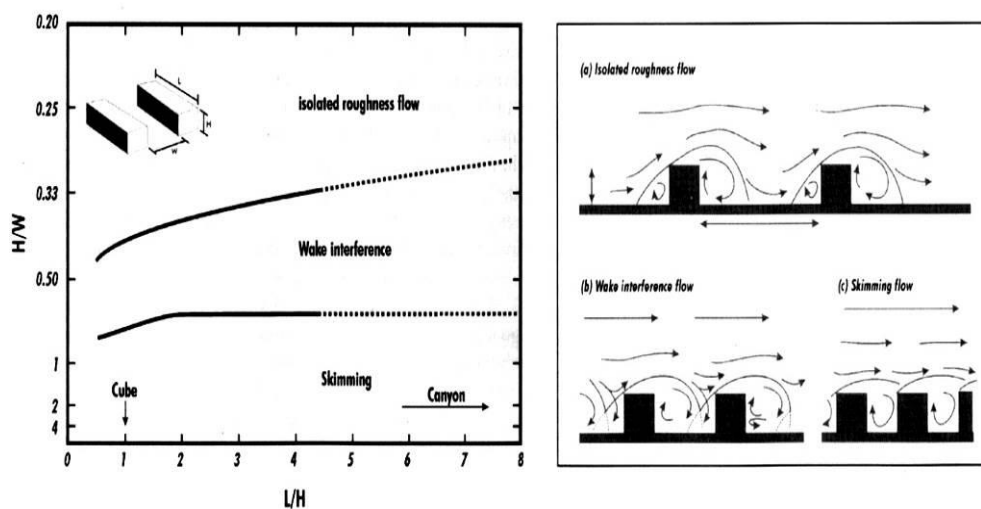 0.20
0.25
0.33
0.50
1
2
4
H/W
L
H
W
isolated roughness flow
Wake interference
Skimming
Cube
Canyon
0 1 2 3 4 5 6 7 8
L/H
(a) Isolated roughness flow
(b) Wake interference flow
(c) Skimming flow